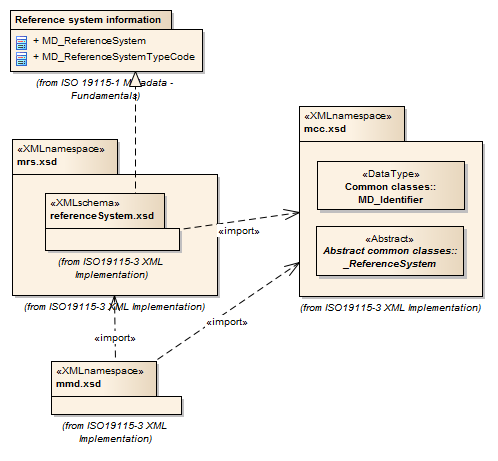 Reference system information
+ MD_ReferenceSystem
+ MD_ReferenceSystemTypeCode
(from ISO 19115-1 Metadata -
Fundamentals)
«XMLnamespace»
mrs.xsd
«XMLschema»
referenceSystem.xsd
(from ISO19115-3 XML
Implementation)
(from ISO19115-3 XML Implementation)
«XMLnamespace»
mcc.xsd
«DataType»
Common classes::
MD_Identifier
«Abstract»
Abstract common classes::
_ReferenceSystem
(from ISO19115-3 XML Implementation)
«import»
«import»
«import»
«XMLnamespace»
mmd.xsd
(from ISO19115-3 XML
Implementation)